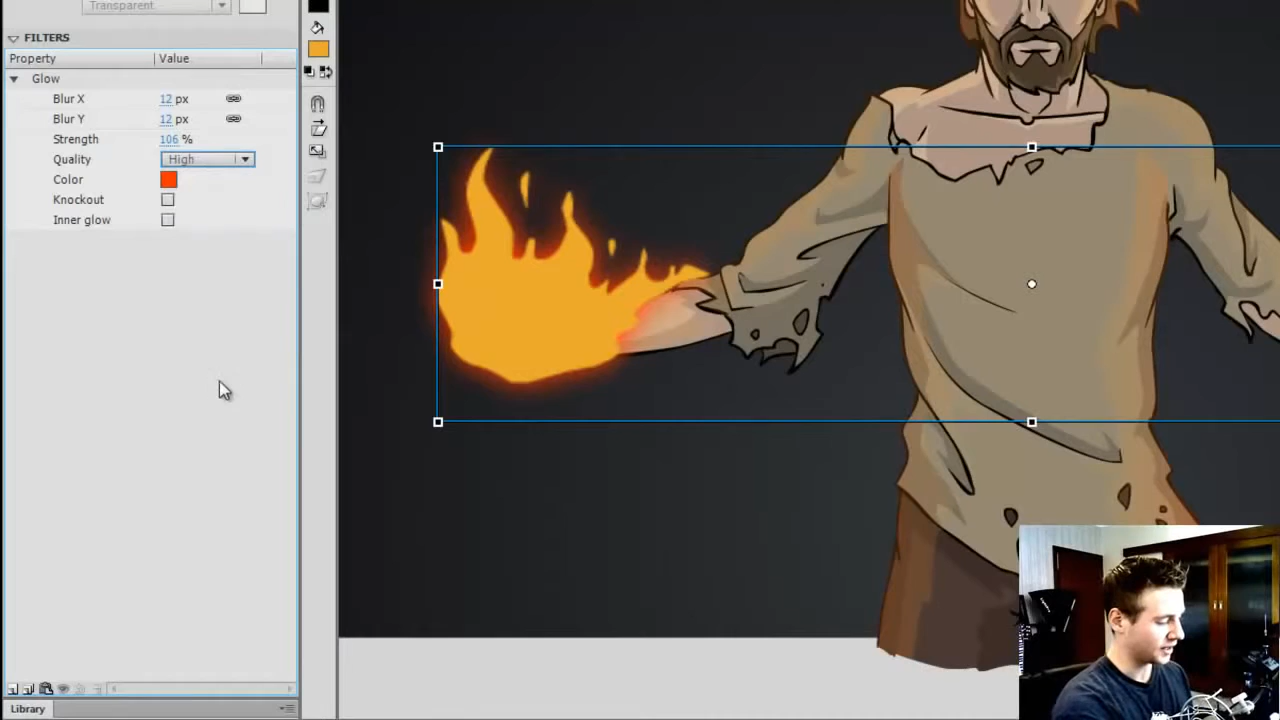 Transparent
FILTERS
Property Value
Glow
Blur X 12 px
Blur Y 12 px
Strength 106 %
Quality High
Color
Knockout
Inner glow
Library